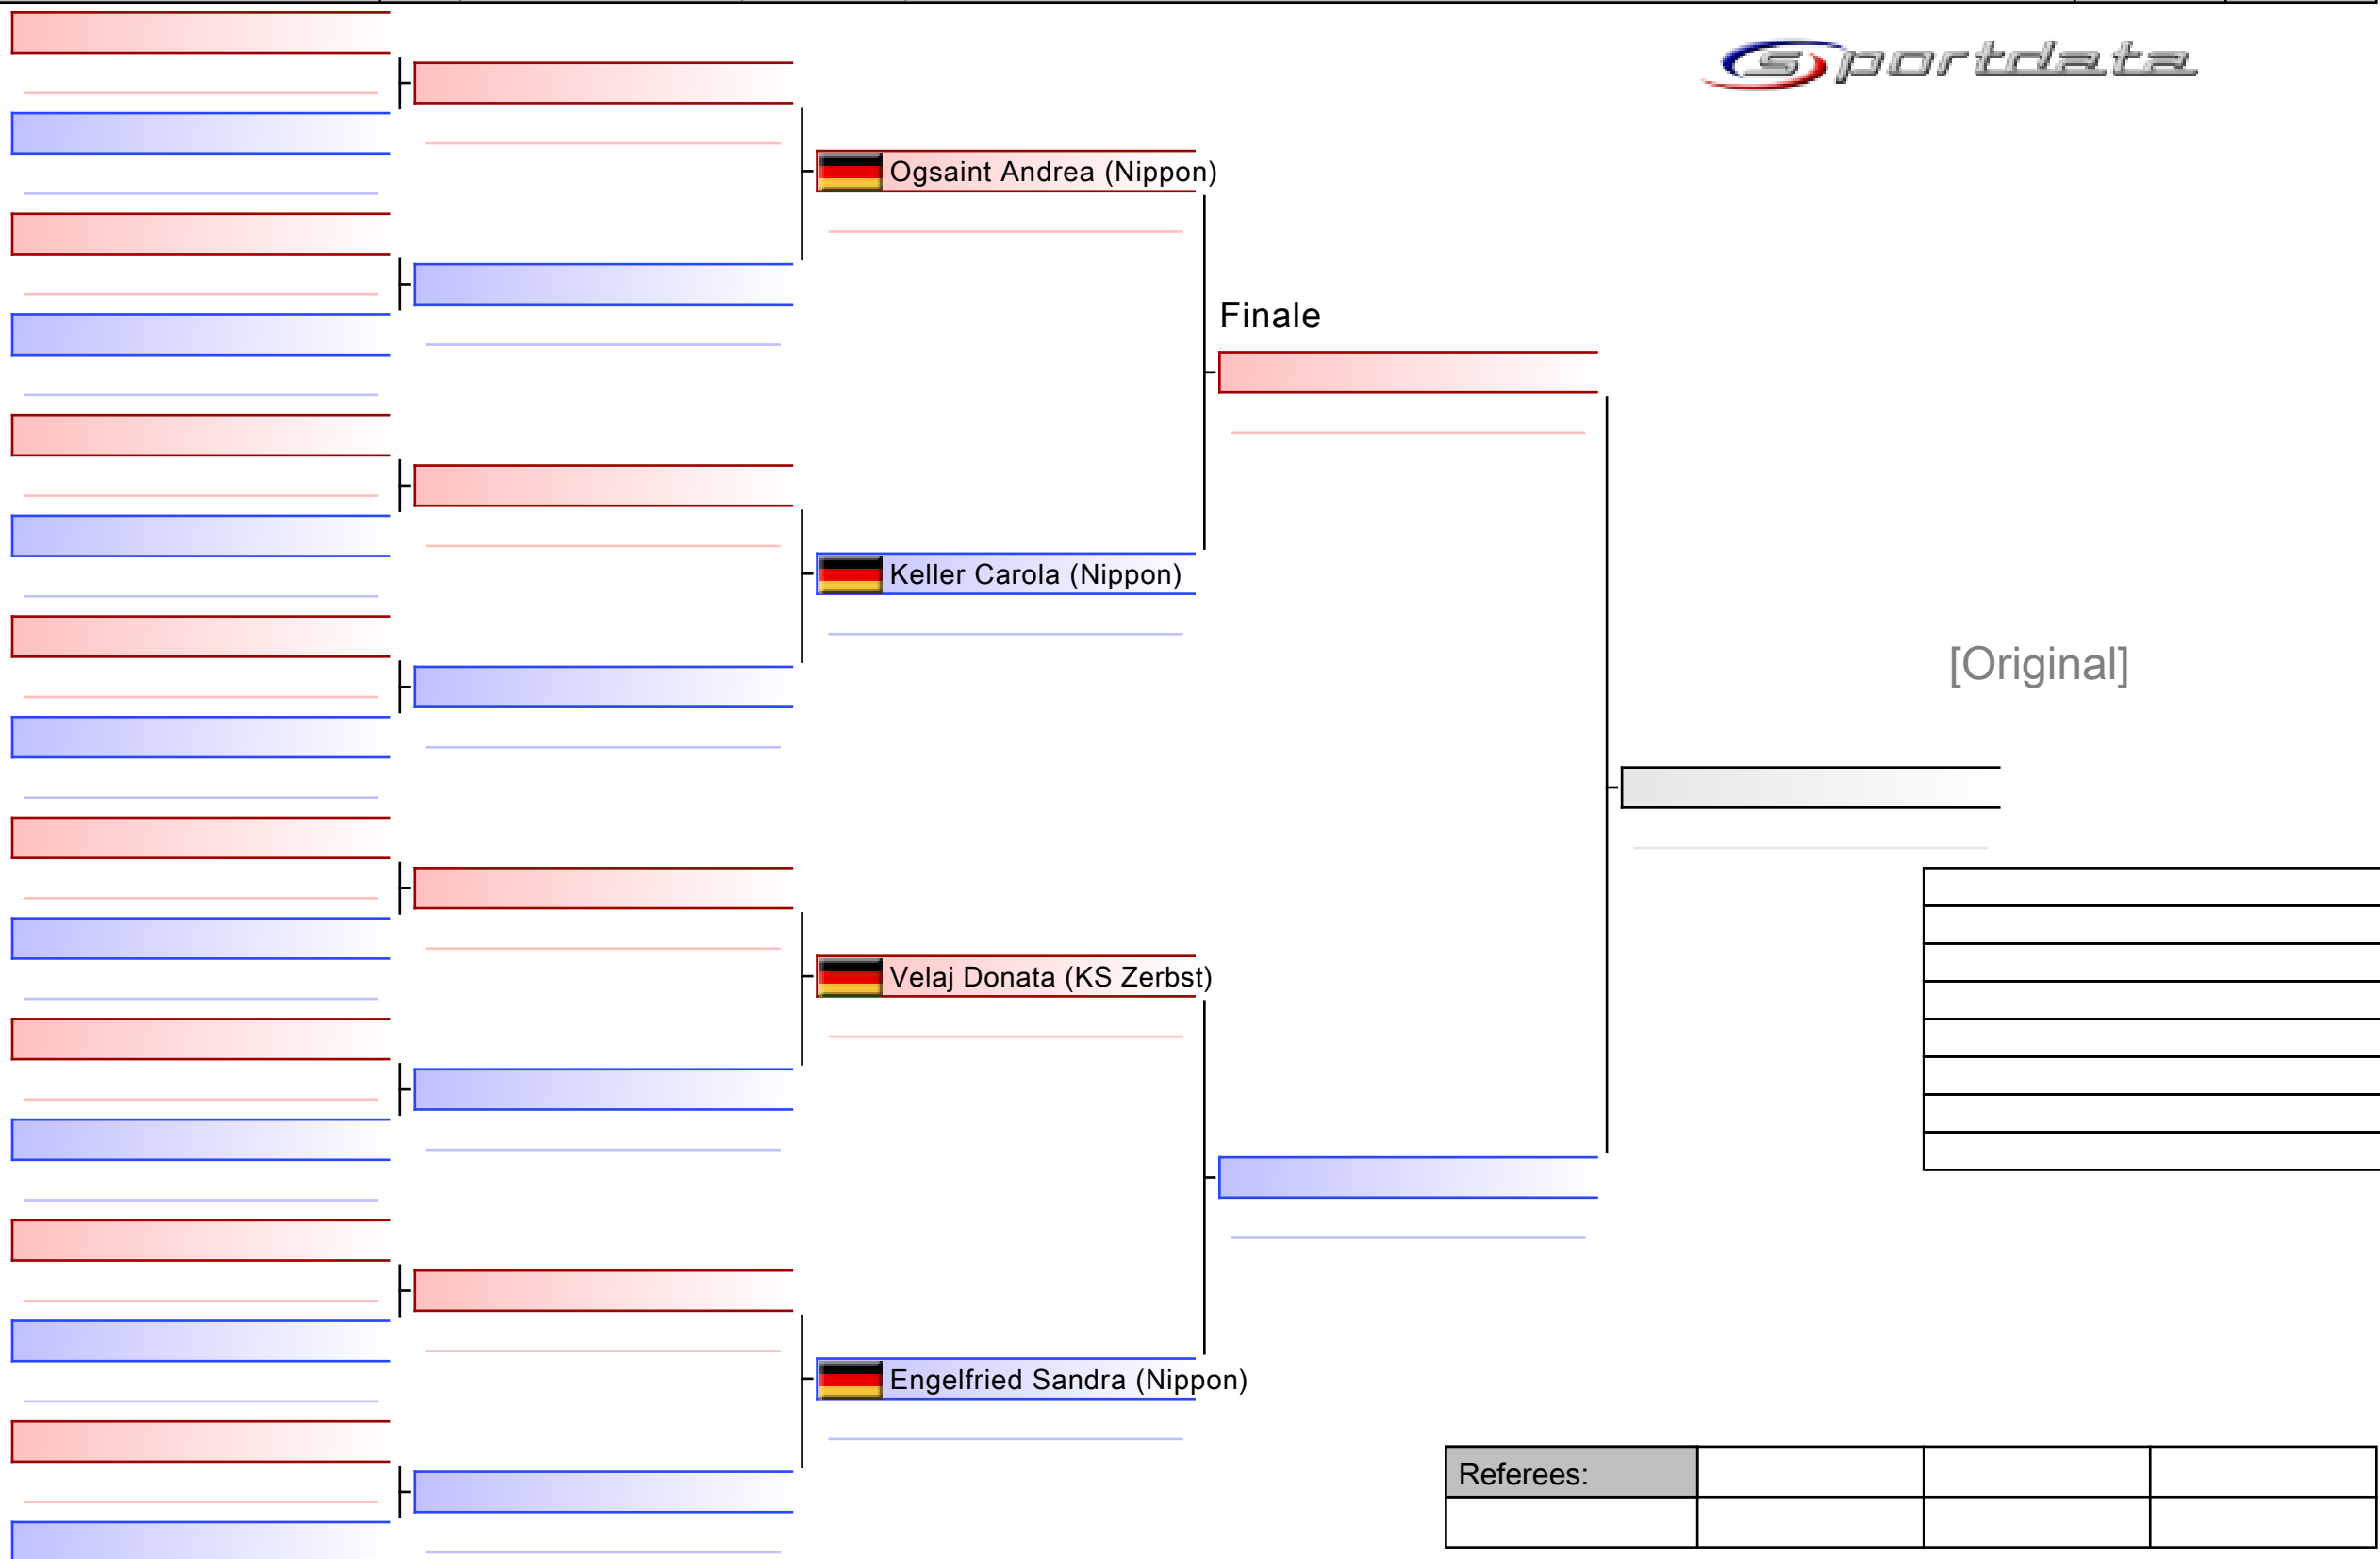 sportdata
Ogsaint Andrea (Nippon)
Finale
Keller Carola (Nippon)
[Original]
Velaj Donata (KS Zerbst)
Engelfried Sandra (Nippon)
Referees: